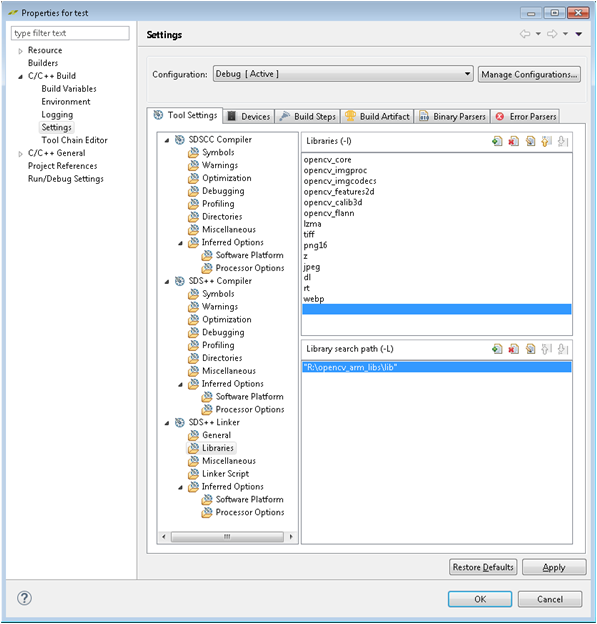 Properties for test
type filter text
Resource
Builders
C/C++ Build
Build Variables
Environment
Logging
Settings
Tool Chain Editor
C/C++ General
Project References
Run/Debug Settings
Settings
Configuration:
Debug [ Active ]
Manage Configurations...
Tool Settings
Devices
Build Steps
Build Artifact
Binary Parsers
Error Parsers
SDSCC Compiler
Symbols
Warnings
Optimization
Debugging
Profiling
Directories
Miscellaneous
Inferred Options
Software Platform
Processor Options
SDS++ Compiler
Symbols
Warnings
Optimization
Debugging
Profiling
Directories
Miscellaneous
Inferred Options
Software Platform
Processor Options
SDS++ Linker
General
Libraries
Miscellaneous
Linker Script
Inferred Options
Software Platform
Processor Options
Libraries (-l)
opencv_core
opencv_imgproc
opencv_imgcodecs
opencv_features2d
opencv_calib3d
opencv_flann
lzma
tiff
png16
z
jpeg
dl
rt
webp
Library search path (-L)
"R:\opencv_arm_libs\lib"
Restore Defaults
Apply
OK
Cancel